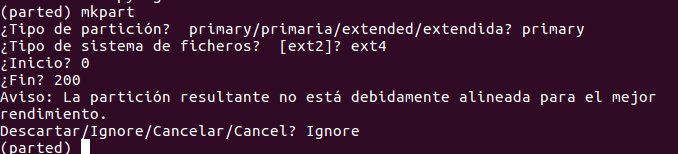 (parted) mkpart
¿Tipo de partición?  primary/primaria/extended/extendida? primary
¿Tipo de sistema de ficheros?  [ext2]? ext4
¿Inicio? 0
¿Fin? 200
Aviso: La partición resultante no está debidamente alineada para el mejor
rendimiento.
Descartar/Ignore/Cancelar/Cancel? Ignore
(parted)